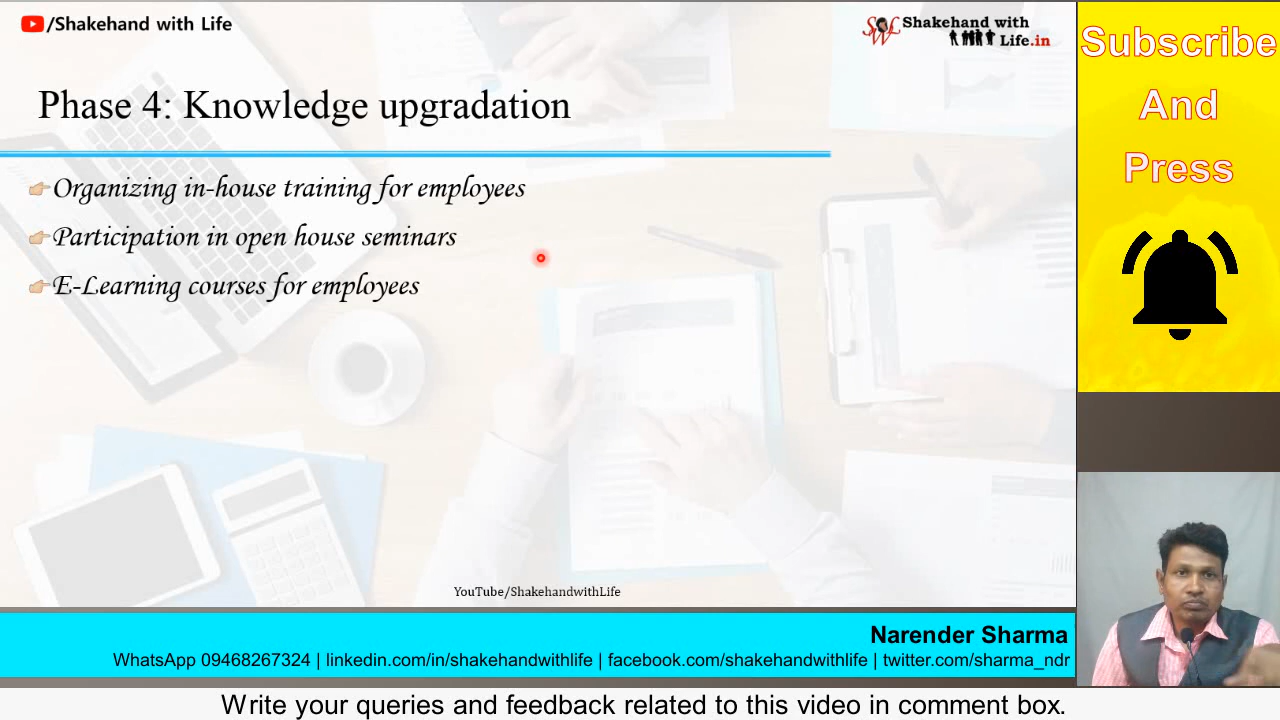 /Shakehand with Life
SWL Shakehand with
Life.in
Subscribe
And
Press
Phase 4: Knowledge upgradation
Organizing in-house training for employees
Participation in open house seminars
E-Learning courses for employees
YouTube/ShakehandwithLife
Narender Sharma
WhatsApp 09468267324 | linkedin.com/in/shakehandwithlife | facebook.com/shakehandwithlife | twitter.com/sharma_ndr
Write your queries and feedback related to this video in comment box.